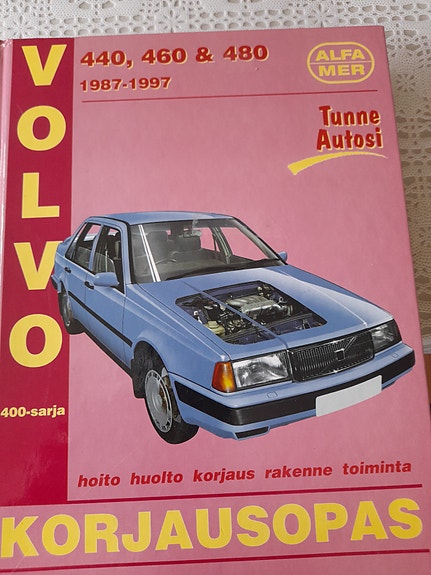 VOLVO
440, 460 & 480
1987-1997
ALFA
MER
Tunne
Autosi
400-sarja
hoito huolto korjaus rakenne toiminta
KORJAUSOPAS